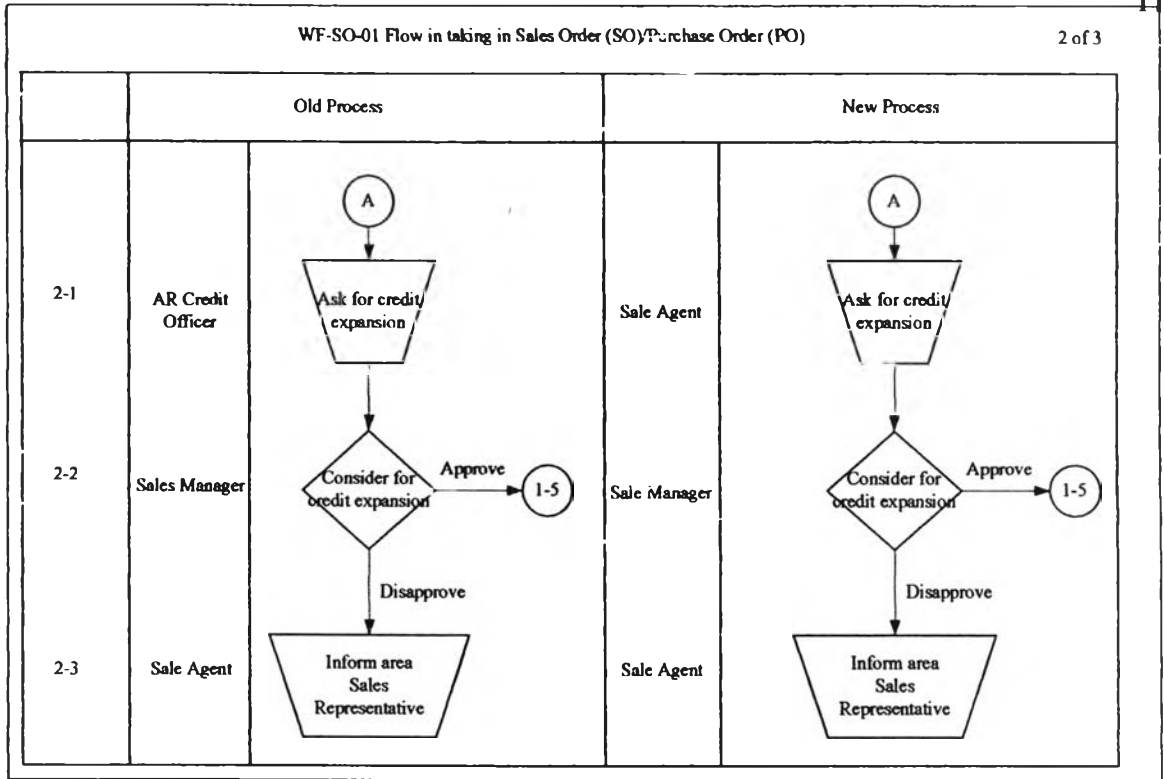 WF-SO-01 Flow in taking in Sales Order (SO)/Purchase Order (PO)
2 of 3
Old Process
New Process
A
A
2-1
AR Credit
Officer
Ask for credit
expansion
Sale Agent
Ask for credit
expansion
2-2
Sales Manager
Consider for
credit expansion
Approve
1-5
Sale Manager
Consider for
credit expansion
Approve
1-5
Disapprove
Disapprove
2-3
Sale Agent
Inform area
Sales
Representative
Sale Agent
Inform area
Sales
Representative